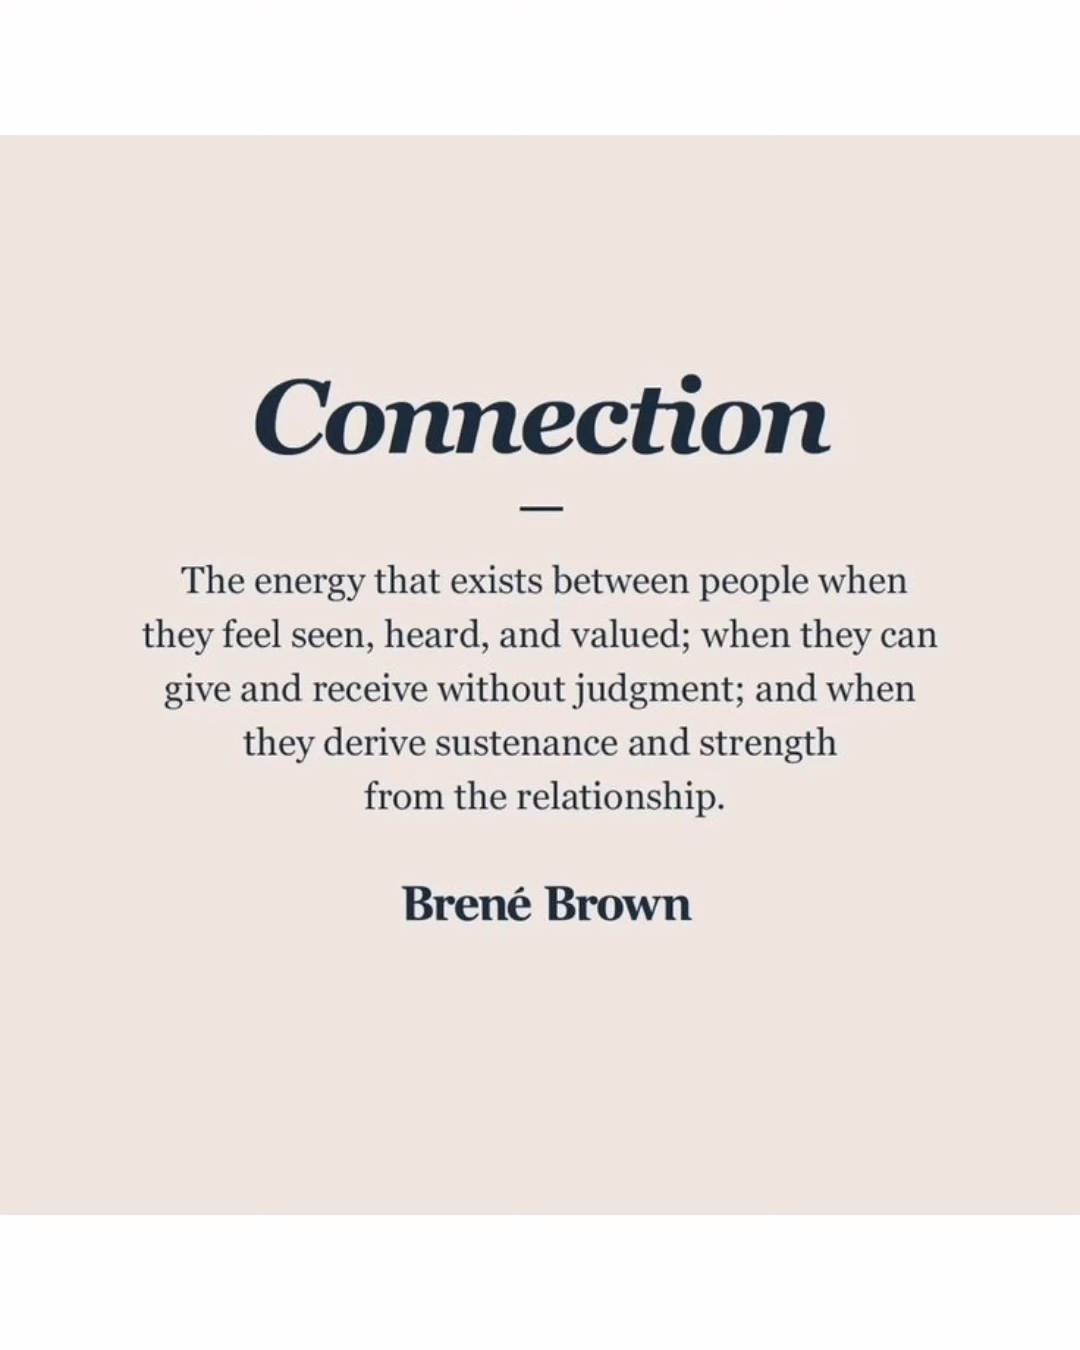 Connection
—
The energy that exists between people when
they feel seen, heard, and valued; when they can
give and receive without judgment; and when
they derive sustenance and strength
from the relationship.
Brené Brown